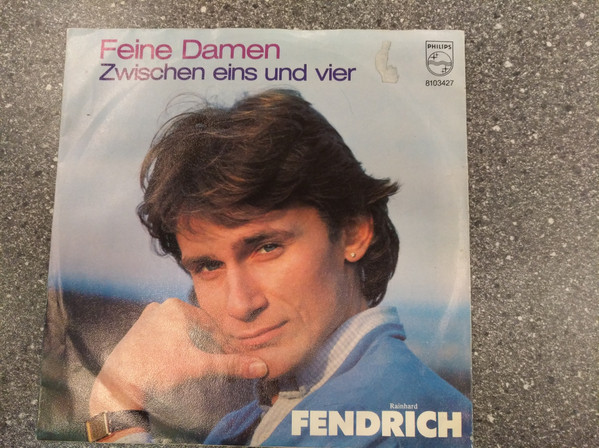 Feine Damen
Zwischen eins und vier
PHILIPS
8103427
Rainhard
FENDRICH